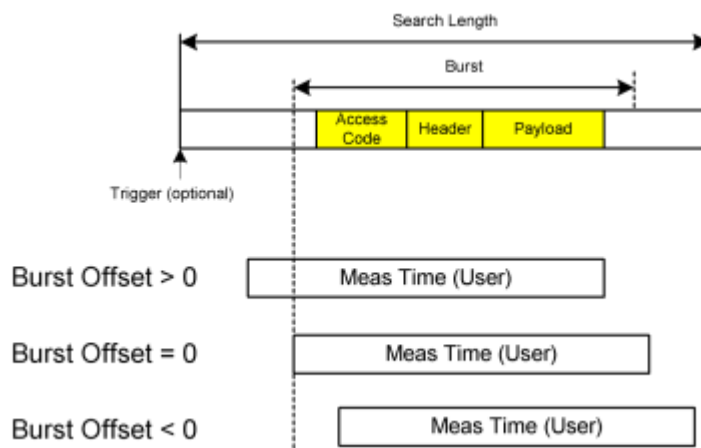 Search Length
Burst
Access
Code
Header
Payload
Trigger (optional)
Burst Offset > 0
Meas Time (User)
Burst Offset = 0
Meas Time (User)
Burst Offset < 0
Meas Time (User)